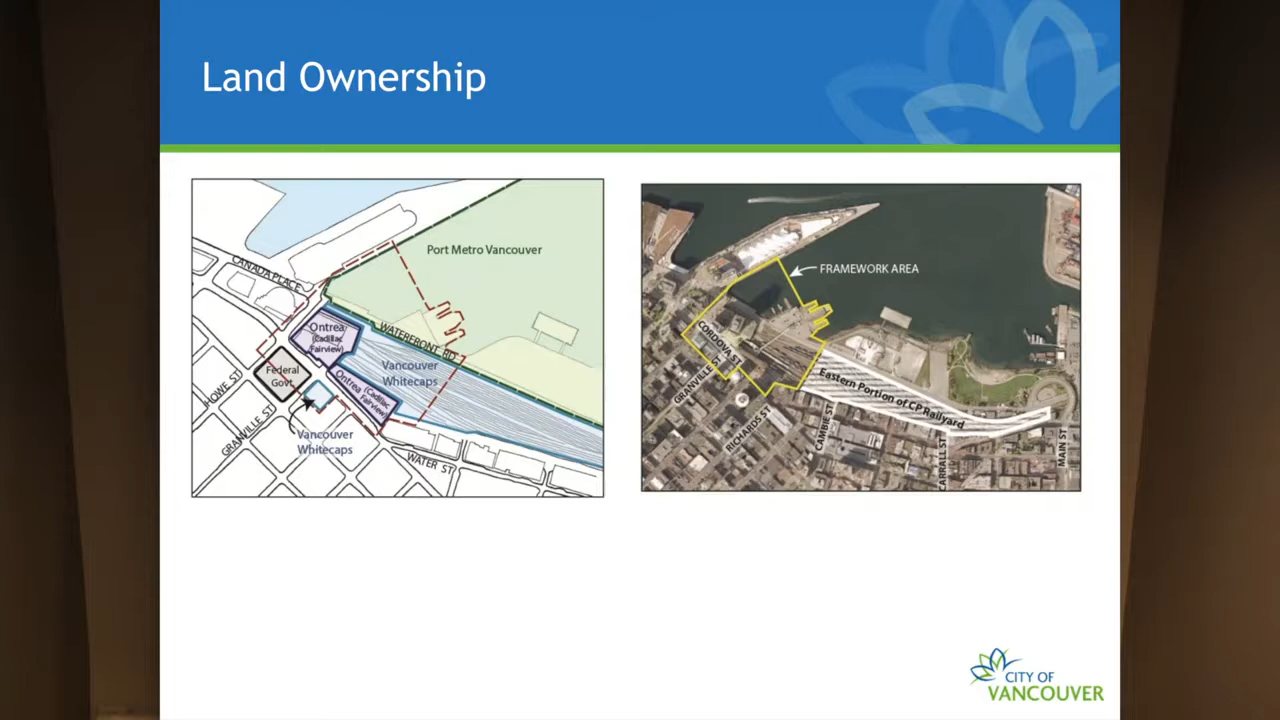 Land Ownership
Port Metro Vancouver
CANADA PLACE
Ontrea
(Cadillac
Fairview)
WATERFRONT RD
Vancouver
Whitecaps
Federal
Govt.
Ontrea (Cadillac
Fairview)
HOWE ST
GRANVILLE ST
Vancouver
Whitecaps
WATER ST
FRAMEWORK AREA
CORDOVA ST
GRANVILLE ST
Eastern Portion of CP Railyard
RICHARDS ST
CAMBIE ST
CARRALL ST
MAIN ST
CITY OF
VANCOUVER